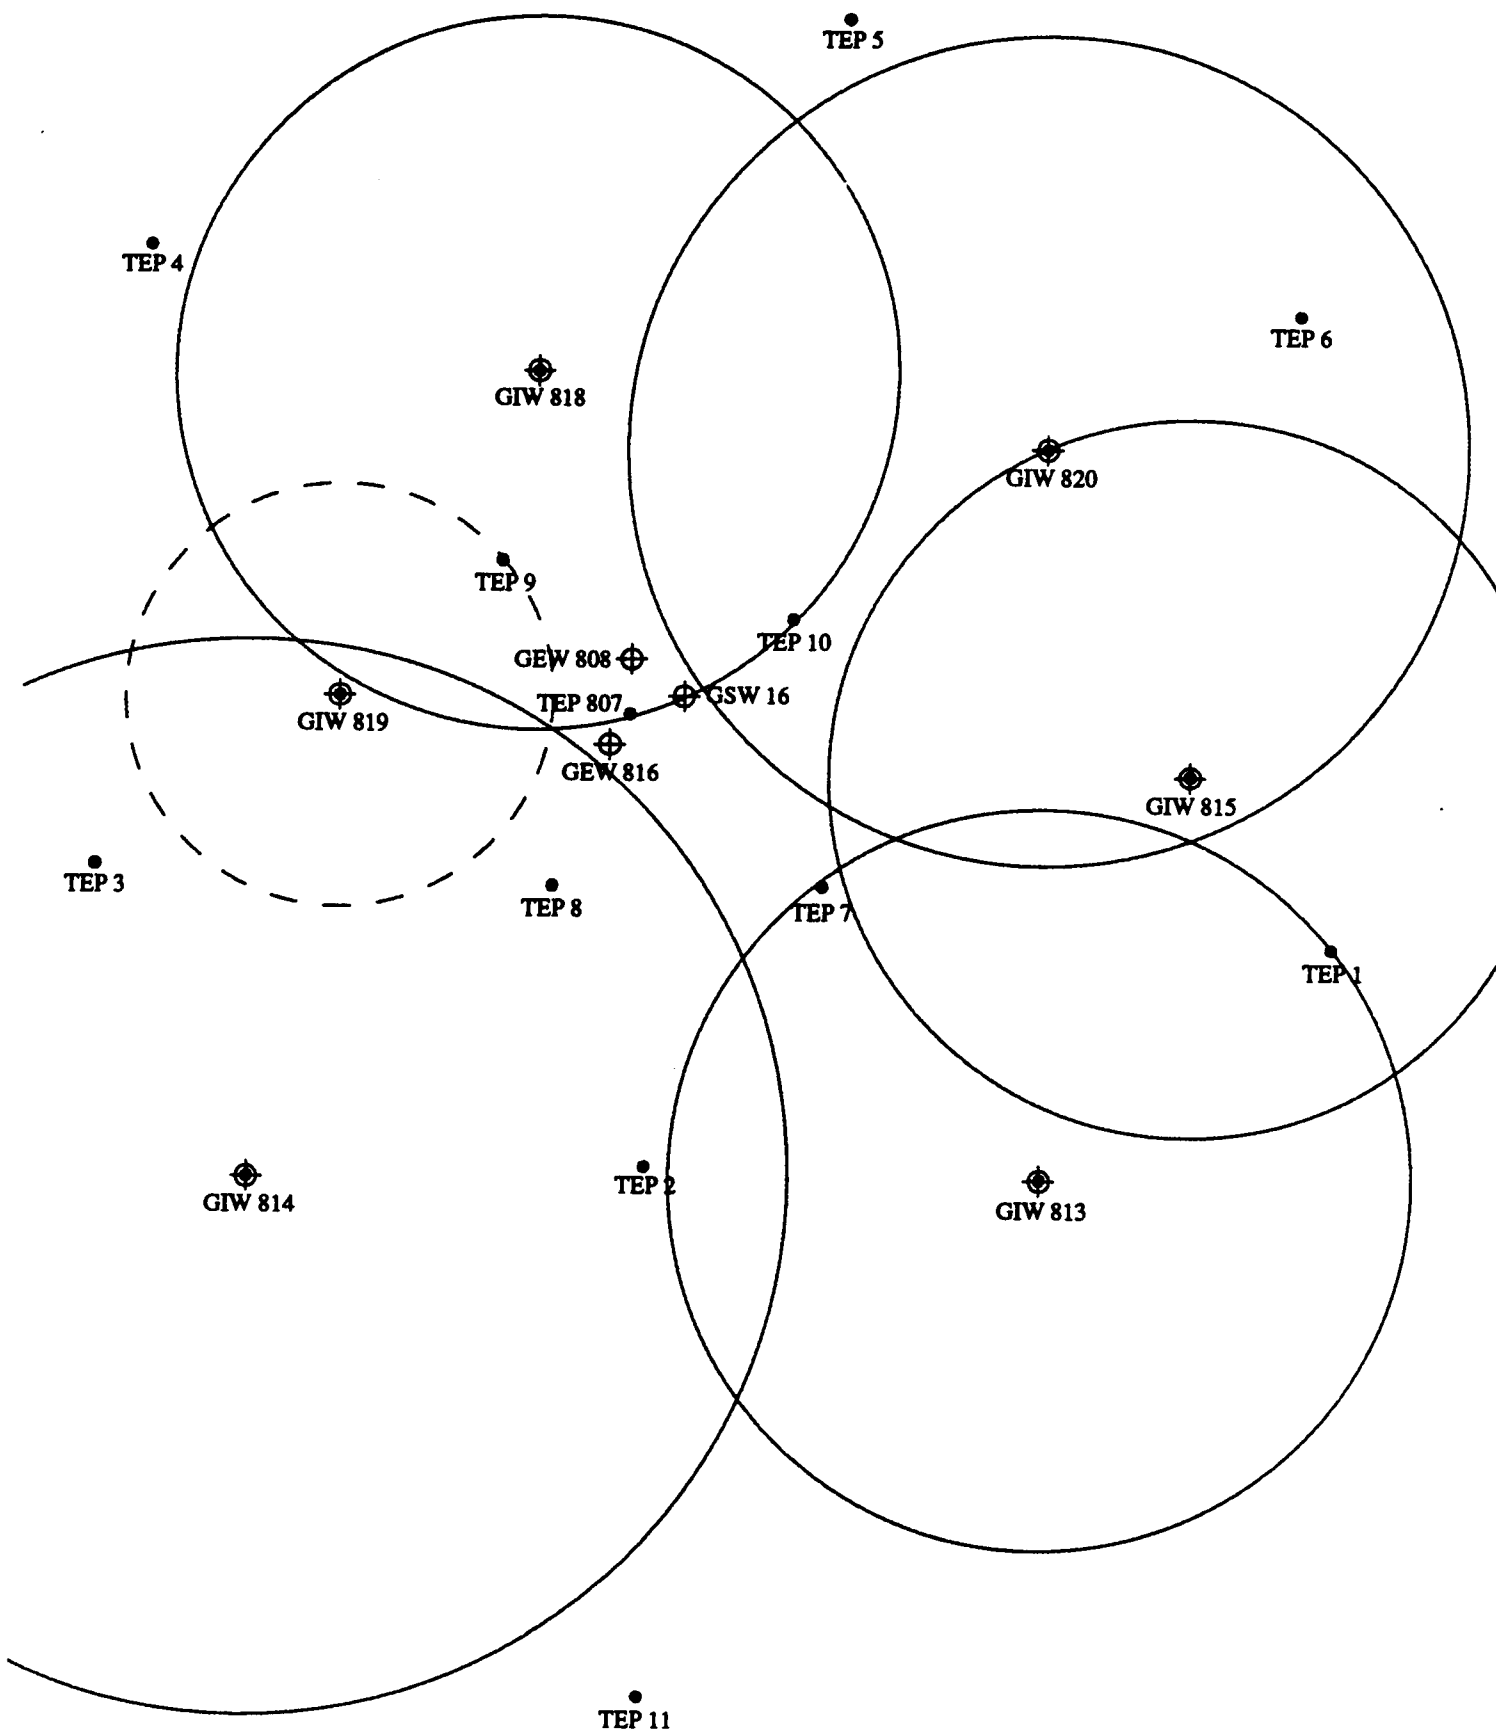 TEP 5
TEP 4
TEP 6
GIW 818
GIW 820
TEP 9
TEP 10
GEW 808
GSW 16
TEP 807
GIW 819
GEW 816
GIW 815
TEP 3
TEP 8
TEP 7
TEP 1
TEP 2
GIW 814
GIW 813
TEP 11